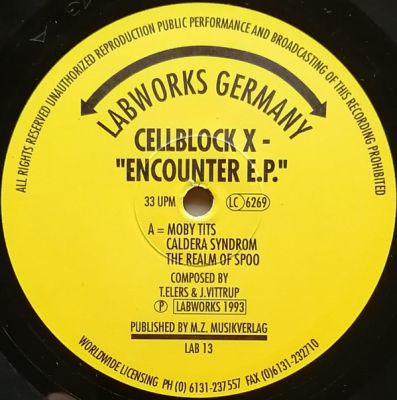 ALL RIGHTS RESERVED UNAUTHORIZED REPRODUCTION PUBLIC PERFORMANCE AND BROADCASTING OF THIS RECORDING PROHIBITED
LABWORKS GERMANY
CELLBLOCK X -
"ENCOUNTER E.P."
33 UPM LC 6269
A = MOBY TITS
CALDERA SYNDROM
THE REALM OF SPOO
COMPOSED BY
T.ELERS & J.VITTRUP
P LABWORKS 1993
PUBLISHED BY M.Z. MUSIKVERLAG
LAB 13
WORLDWIDE LICENSING PH (0) 6131-237557 FAX (0)6131-232710